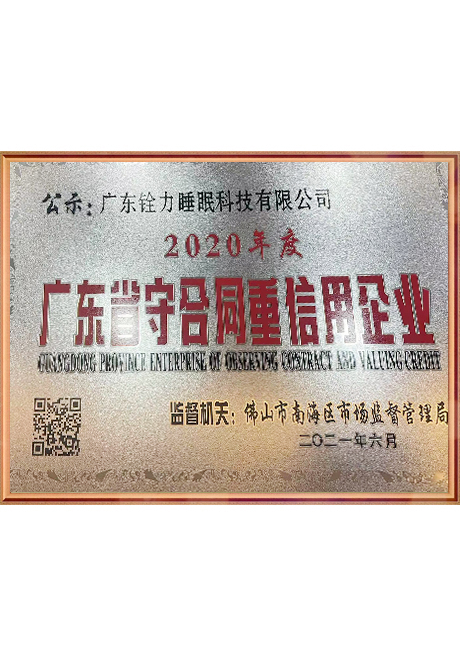 公示：广东铨力睡眠科技有限公司
2020年度
广东省守合同重信用企业
GUANGDONG PROVINCE ENTERPRISE OF OBSERVING CONTRACT AND VALUING CREDIT
监督机关：佛山市南海区市场监督管理局
二〇二一年六月